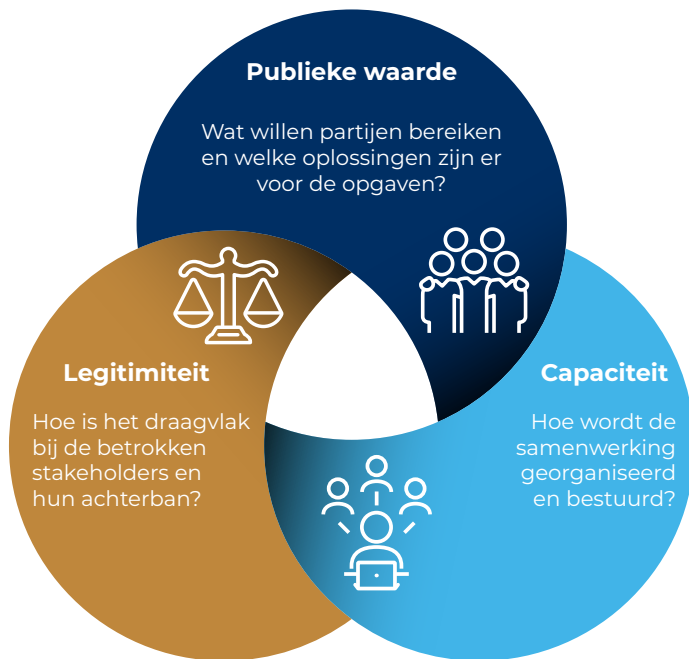 Publieke waarde
Wat willen partijen bereiken
en welke oplossingen zijn er
voor de opgaven?
Legitimiteit
Hoe is het draagvlak
bij de betrokken
stakeholders en
hun achterban?
Capaciteit
Hoe wordt de
samenwerking
georganiseerd
en bestuurd?